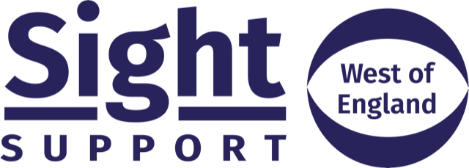 Sight
SUPPORT
West of
England